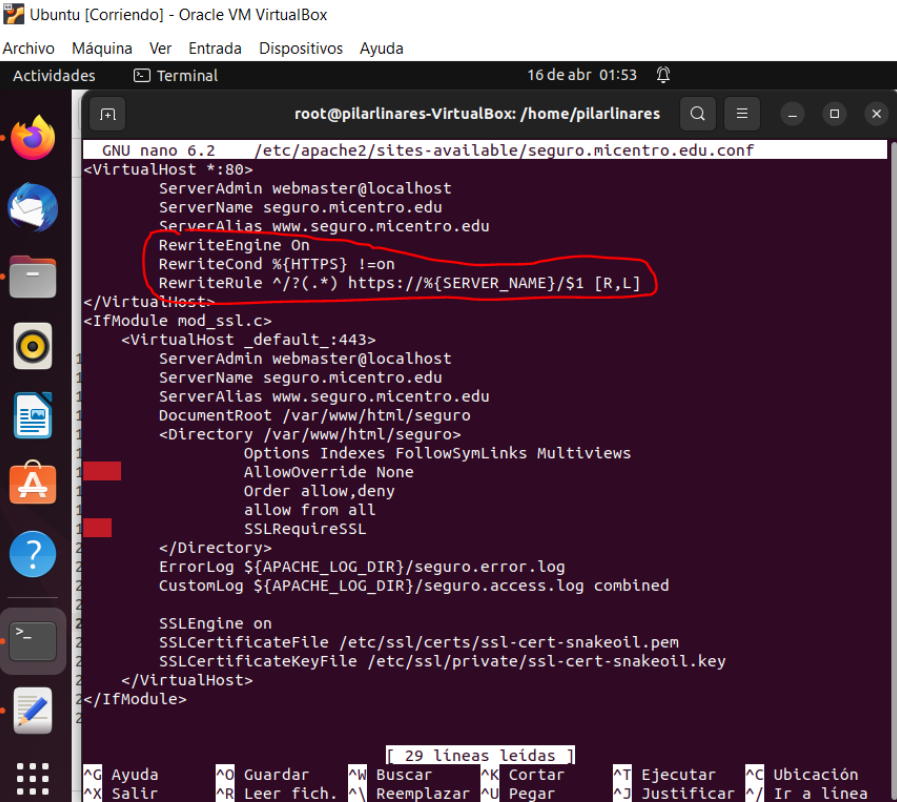 Ubuntu [Corriendo] - Oracle VM VirtualBox
Archivo Máquina Ver Entrada Dispositivos Ayuda
Actividades Terminal 16 de abr 01:53
root@pilarlinares-VirtualBox: /home/pilarlinares
GNU nano 6.2 /etc/apache2/sites-available/seguro.micentro.edu.conf
<VirtualHost *:80>
ServerAdmin webmaster@localhost
ServerName seguro.micentro.edu
ServerAlias www.seguro.micentro.edu
RewriteEngine On
RewriteCond %{HTTPS} !=on
RewriteRule ^/?(.*) https://%{SERVER_NAME}/$1 [R,L]
</VirtualHost>
<IfModule mod_ssl.c>
<VirtualHost _default_:443>
ServerAdmin webmaster@localhost
ServerName seguro.micentro.edu
ServerAlias www.seguro.micentro.edu
DocumentRoot /var/www/html/seguro
<Directory /var/www/html/seguro>
Options Indexes FollowSymLinks Multiviews
AllowOverride None
Order allow,deny
allow from all
SSLRequireSSL
</Directory>
ErrorLog ${APACHE_LOG_DIR}/seguro.error.log
CustomLog ${APACHE_LOG_DIR}/seguro.access.log combined
SSLEngine on
SSLCertificateFile /etc/ssl/certs/ssl-cert-snakeoil.pem
SSLCertificateKeyFile /etc/ssl/private/ssl-cert-snakeoil.key
</VirtualHost>
</IfModule>
[ 29 líneas leídas ]
^G Ayuda ^O Guardar ^W Buscar ^K Cortar ^T Ejecutar ^C Ubicación
^X Salir ^R Leer fich. ^\ Reemplazar ^U Pegar ^J Justificar ^/ Ir a línea